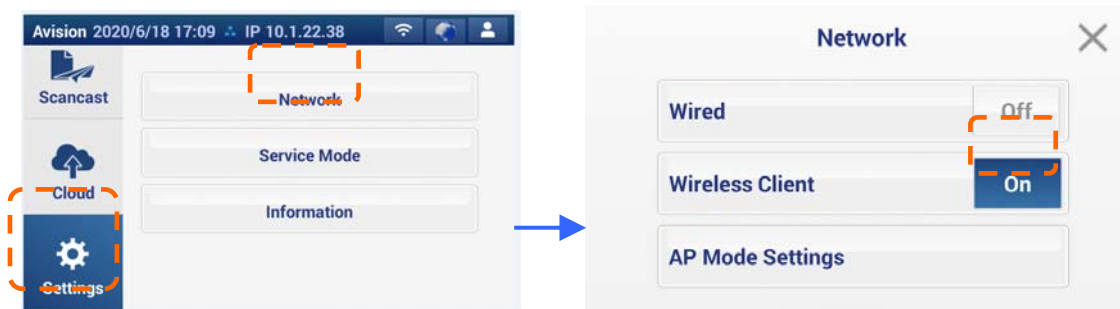 Avision 2020/6/18 17:09 IP 10.1.22.38
Scancast
Cloud
Settings
Network
Service Mode
Information
Network
Wired Off
Wireless Client On
AP Mode Settings